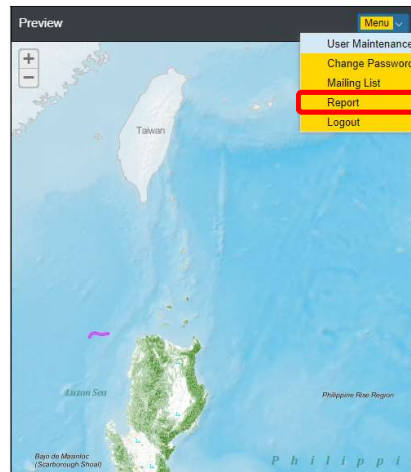 Preview
Menu
User Maintenance
Change Password
Mailing List
Report
Logout
+
−
Taiwan
Luzon Sea
Philippine Rise Region
Bajo de Masinloc
(Scarborough Shoal)
P h i l i p p i